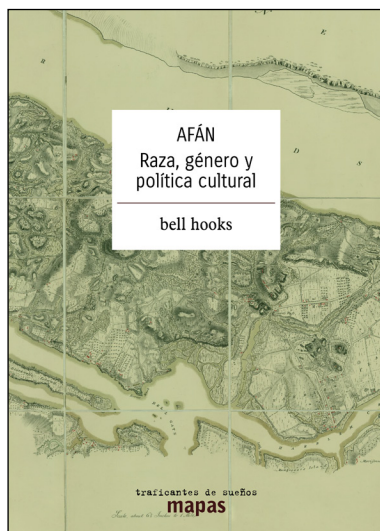 AFÁN
Raza, género y
política cultural
bell hooks
traficantes de sueños
mapas